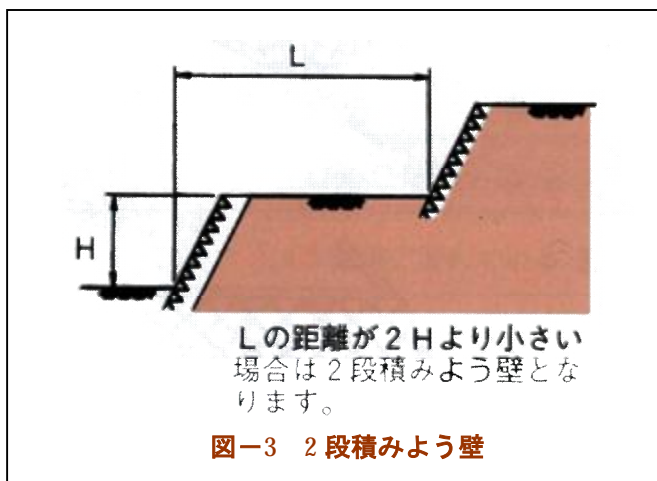 L
H
Lの距離が2Hより小さい
場合は2段積みよう壁とな
ります。
図－3 2段積みよう壁